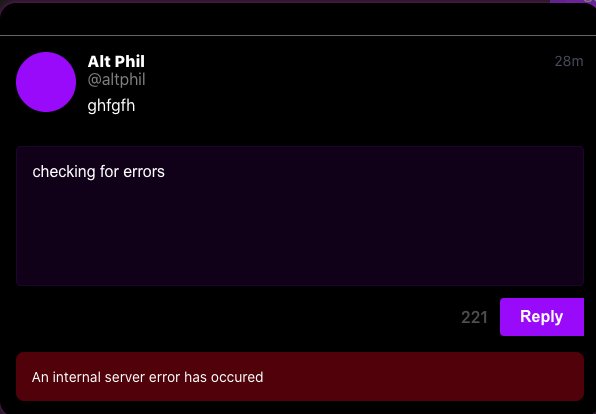 Alt Phil
28m
@altphil
ghfgfh
checking for errors
221
Reply
An internal server error has occured